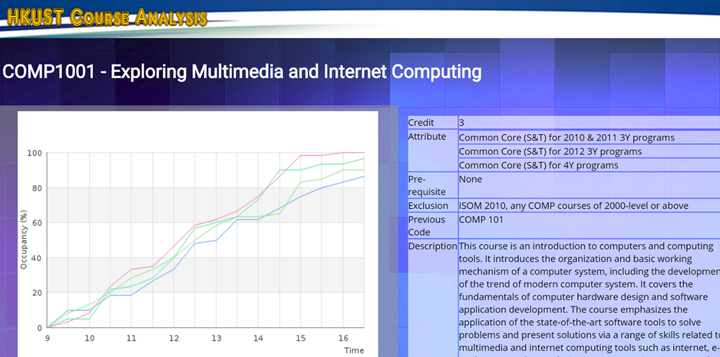 HKUST COURSE ANALYSIS
COMP1001 - Exploring Multimedia and Internet Computing
100
80
60
40
20
0
Occupancy (%)
9 10 11 12 13 14 15 16
Time
Credit 3
Attribute Common Core (S&T) for 2010 & 2011 3Y programs
Common Core (S&T) for 2012 3Y programs
Common Core (S&T) for 4Y programs
Pre- None
requisite
Exclusion ISOM 2010, any COMP courses of 2000-level or above
Previous COMP 101
Code
Description This course is an introduction to computers and computing
tools. It introduces the organization and basic working
mechanism of a computer system, including the developmen
of the trend of modern computer system. It covers the
fundamentals of computer hardware design and software
application development. The course emphasizes the
application of the state-of-the-art software tools to solve
problems and present solutions via a range of skills related to
multimedia and internet computing tools such as internet, e-